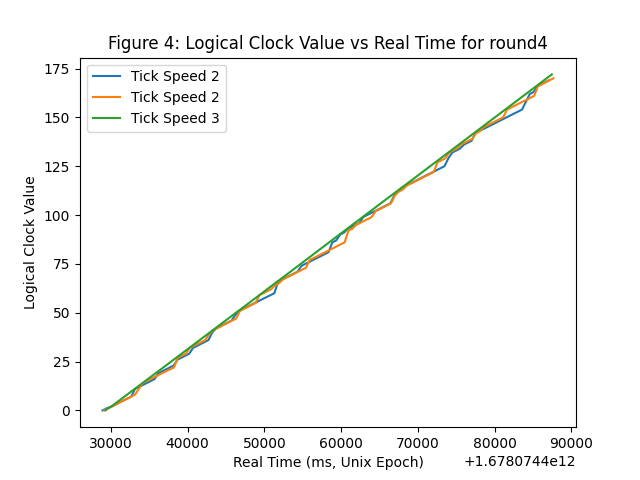 Figure 4: Logical Clock Value vs Real Time for round4
Tick Speed 2
Tick Speed 2
Tick Speed 3
Logical Clock Value
175
150
125
100
75
50
25
0
30000 40000 50000 60000 70000 80000 90000
Real Time (ms, Unix Epoch)
+1.6780744e12